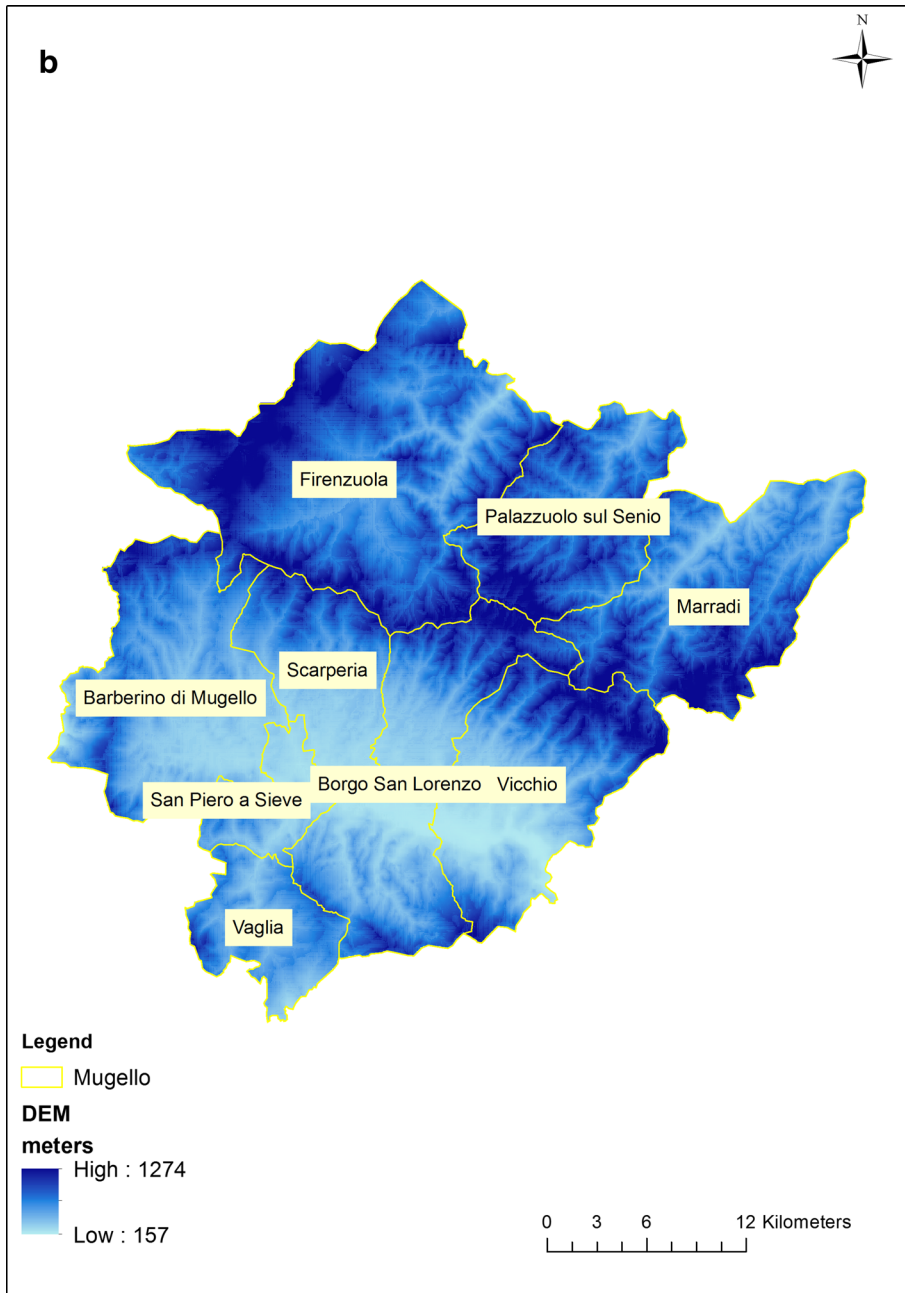 N
b
Firenzuola
Palazzuolo sul Senio
Marradi
Scarperia
Barberino di Mugello
Borgo San Lorenzo
Vicchio
San Piero a Sieve
Vaglia
Legend
Mugello
DEM
meters
High : 1274
Low : 157
0 3 6 12 Kilometers